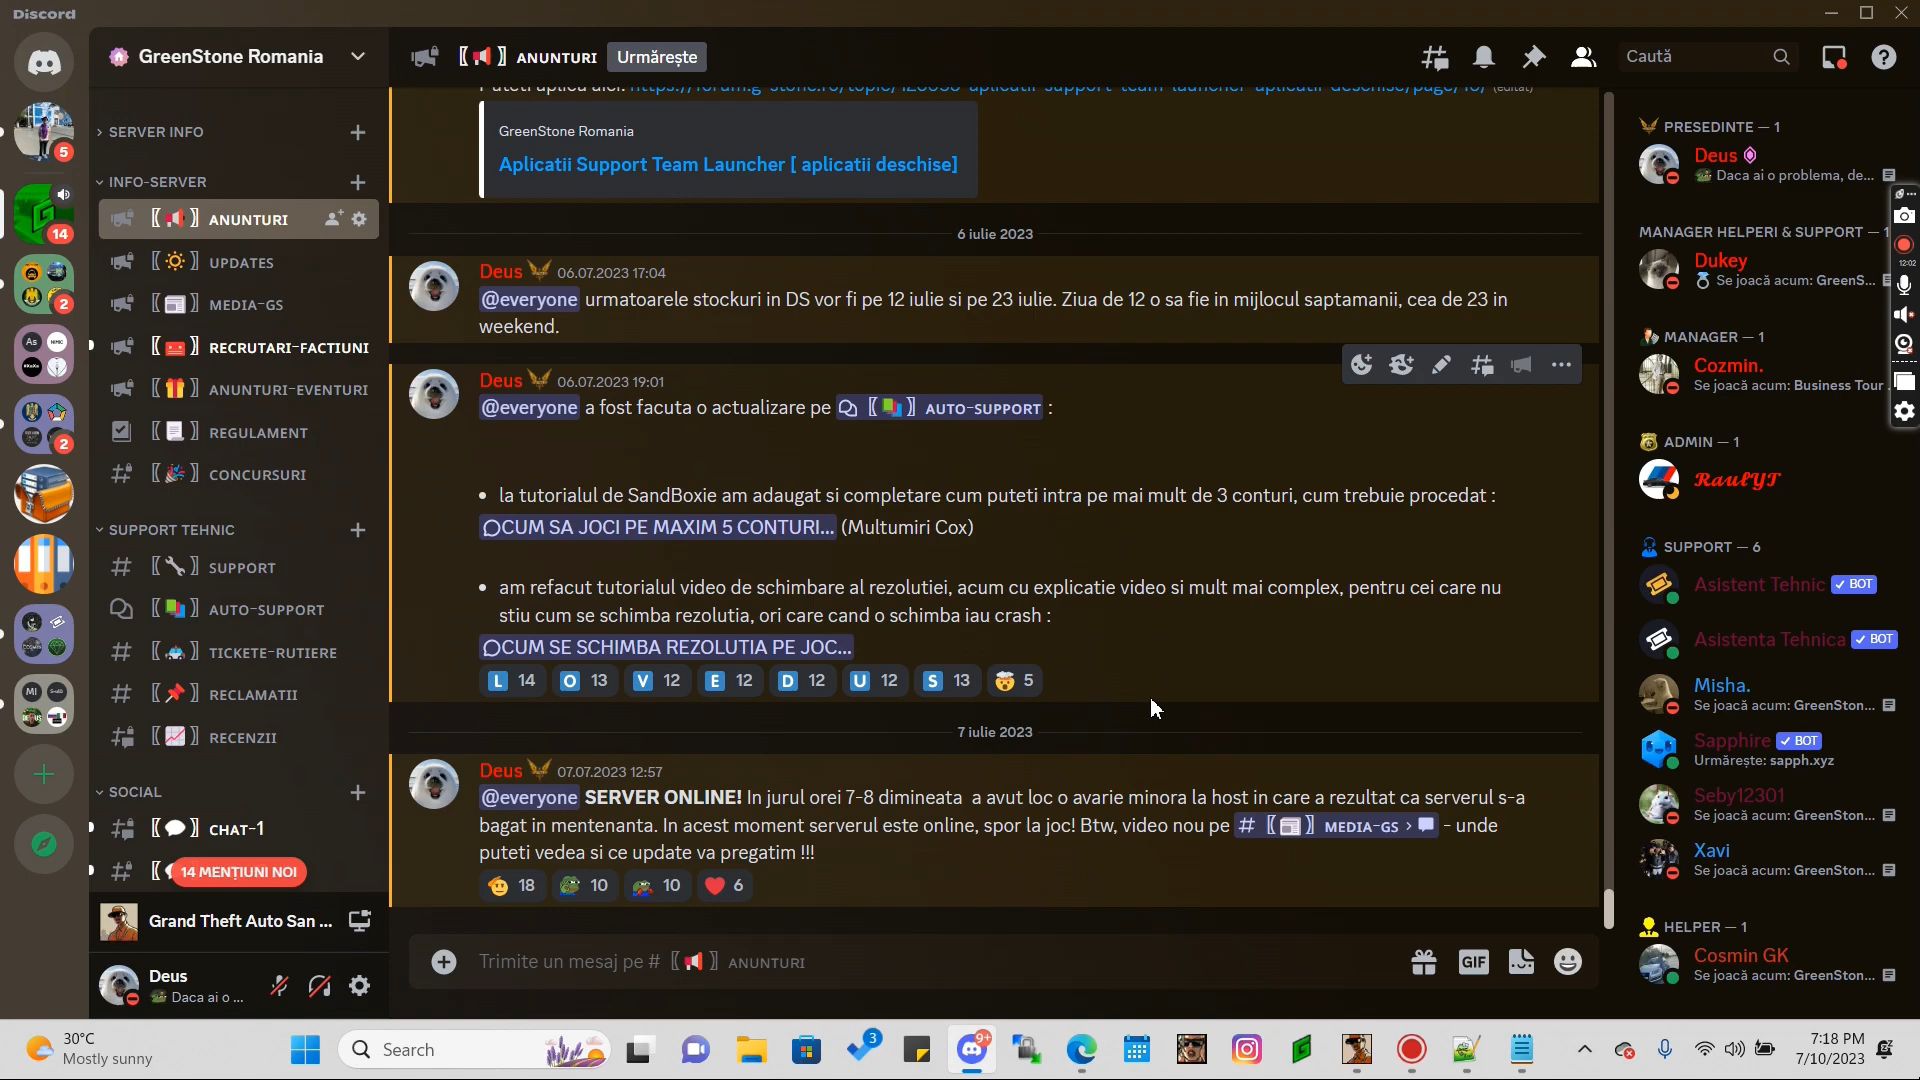 Discord
GreenStone Romania
ANUNTURI
Urmărește
Caută
SERVER INFO
INFO-SERVER
ANUNTURI
UPDATES
MEDIA-GS
RECRUTARI-FACTIUNI
ANUNTURI-EVENTURI
REGULAMENT
CONCURSURI
SUPPORT TEHNIC
SUPPORT
AUTO-SUPPORT
TICKETE-RUTIERE
RECLAMATII
RECENZII
SOCIAL
CHAT-1
14 MENȚIUNI NOI
Grand Theft Auto San ...
Deus
Daca ai o ...
5
14
2
As
2
MI
GreenStone Romania
Aplicatii Support Team Launcher [ aplicatii deschise]
6 iulie 2023
Deus 06.07.2023 17:04
@everyone urmatoarele stockuri in DS vor fi pe 12 iulie si pe 23 iulie. Ziua de 12 o sa fie in mijlocul saptamanii, cea de 23 in
weekend.
Deus 06.07.2023 19:01
@everyone a fost facuta o actualizare pe AUTO-SUPPORT :
• la tutorialul de SandBoxie am adaugat si completare cum puteti intra pe mai mult de 3 conturi, cum trebuie procedat :
CUM SA JOCI PE MAXIM 5 CONTURI... (Multumiri Cox)
• am refacut tutorialul video de schimbare al rezolutiei, acum cu explicatie video si mult mai complex, pentru cei care nu
stiu cum se schimba rezolutia, ori care cand o schimba iau crash :
CUM SE SCHIMBA REZOLUTIA PE JOC...
L 14 O 13 V 12 E 12 D 12 U 12 S 13 5
7 iulie 2023
Deus 07.07.2023 12:57
@everyone SERVER ONLINE! In jurul orei 7-8 dimineata a avut loc o avarie minora la host in care a rezultat ca serverul s-a
bagat in mentenanta. In acest moment serverul este online, spor la joc! Btw, video nou pe # MEDIA-GS > - unde
puteti vedea si ce update va pregatim !!!
18 10 10 6
Trimite un mesaj pe # ANUNTURI
GIF
PRESEDINTE — 1
Deus
Daca ai o problema, de...
MANAGER HELPERI & SUPPORT — 1
Dukey
Se joacă acum: GreenS...
MANAGER — 1
Cozmin.
Se joacă acum: Business Tour
ADMIN — 1
RaulYT
SUPPORT — 6
Asistent Tehnic ✓ BOT
Asistenta Tehnica ✓ BOT
Misha.
Se joacă acum: GreenSton...
Sapphire ✓ BOT
Urmărește: sapph.xyz
Seby12301
Se joacă acum: GreenSton...
Xavi
Se joacă acum: GreenSton...
HELPER — 1
Cosmin GK
Se joacă acum: GreenSton...
12:02
30°C
Mostly sunny
Search
3
9+
7:18 PM
7/10/2023